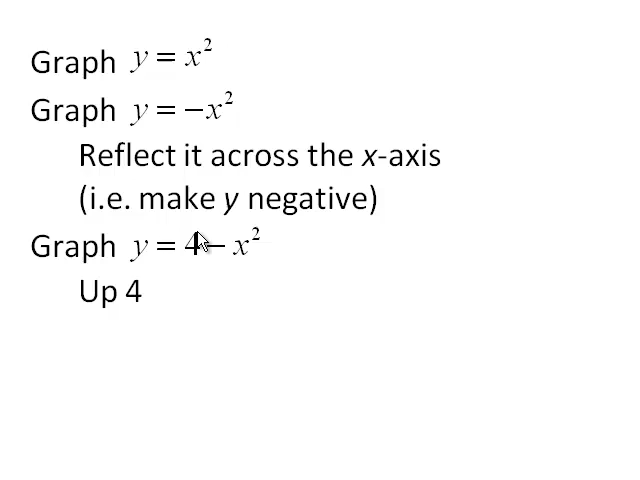 Graph y = x²
Graph y = −x²
Reflect it across the x-axis
(i.e. make y negative)
Graph y = 4 − x²
Up 4